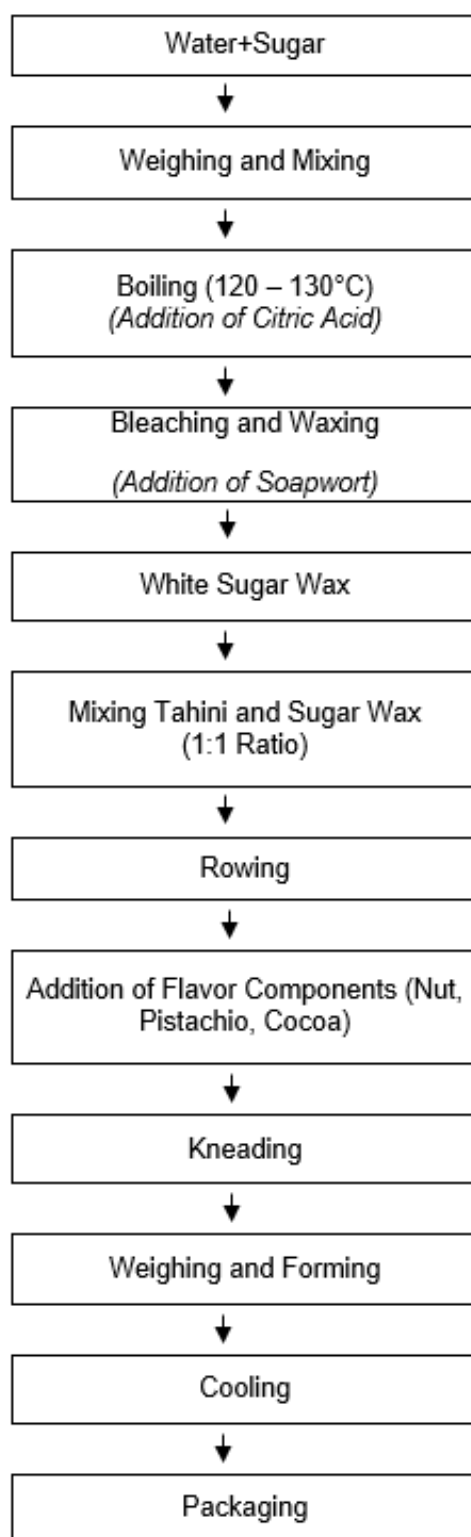 Water+Sugar
Weighing and Mixing
Boiling (120 – 130°C)
(Addition of Citric Acid)
Bleaching and Waxing
(Addition of Soapwort)
White Sugar Wax
Mixing Tahini and Sugar Wax
(1:1 Ratio)
Rowing
Addition of Flavor Components (Nut,
Pistachio, Cocoa)
Kneading
Weighing and Forming
Cooling
Packaging